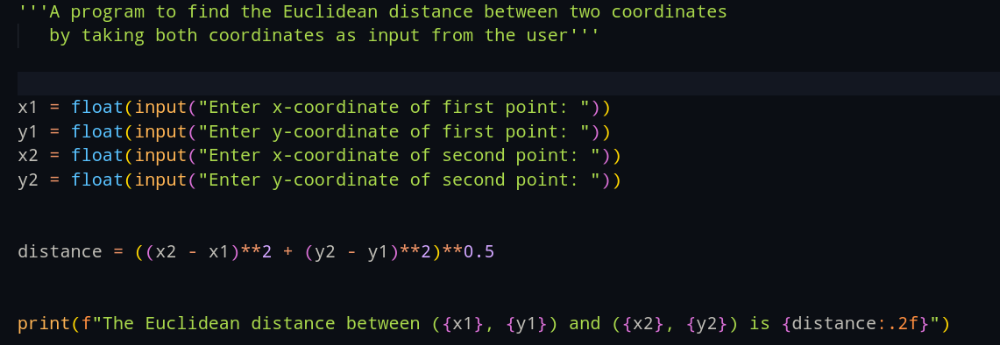 '''A program to find the Euclidean distance between two coordinates
   by taking both coordinates as input from the user'''
x1 = float(input("Enter x-coordinate of first point: "))
y1 = float(input("Enter y-coordinate of first point: "))
x2 = float(input("Enter x-coordinate of second point: "))
y2 = float(input("Enter y-coordinate of second point: "))
distance = ((x2 - x1)**2 + (y2 - y1)**2)**0.5
print(f"The Euclidean distance between ({x1}, {y1}) and ({x2}, {y2}) is {distance:.2f}")